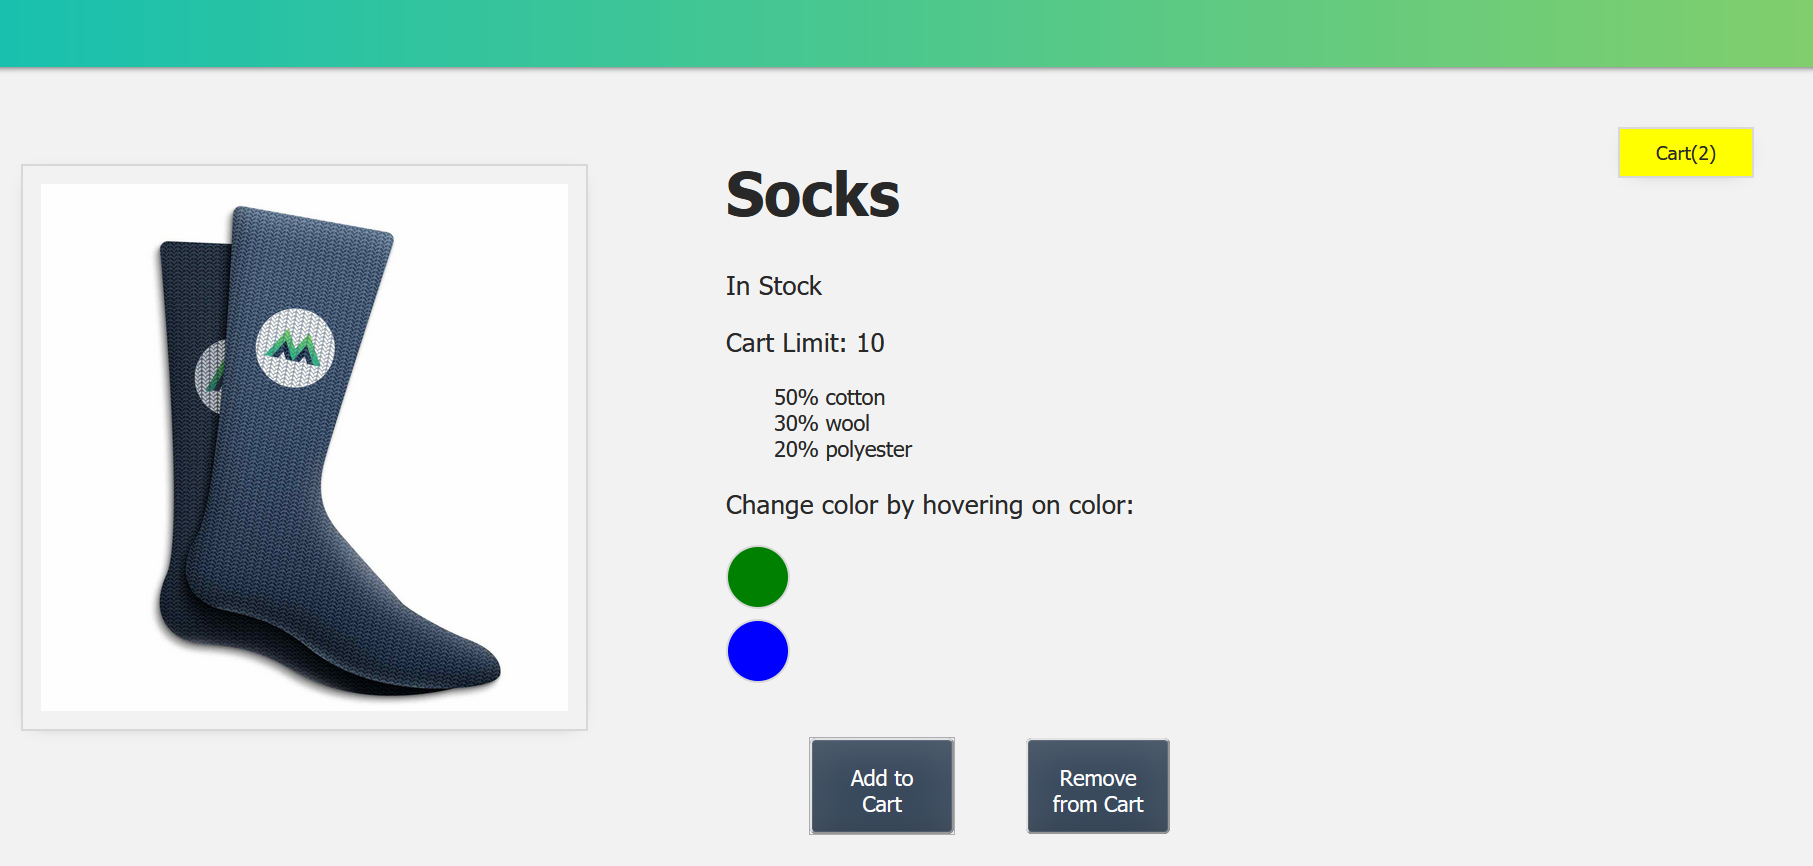 Cart(2)
Socks
In Stock
Cart Limit: 10
50% cotton
30% wool
20% polyester
Change color by hovering on color:
Add to
Cart
Remove
from Cart